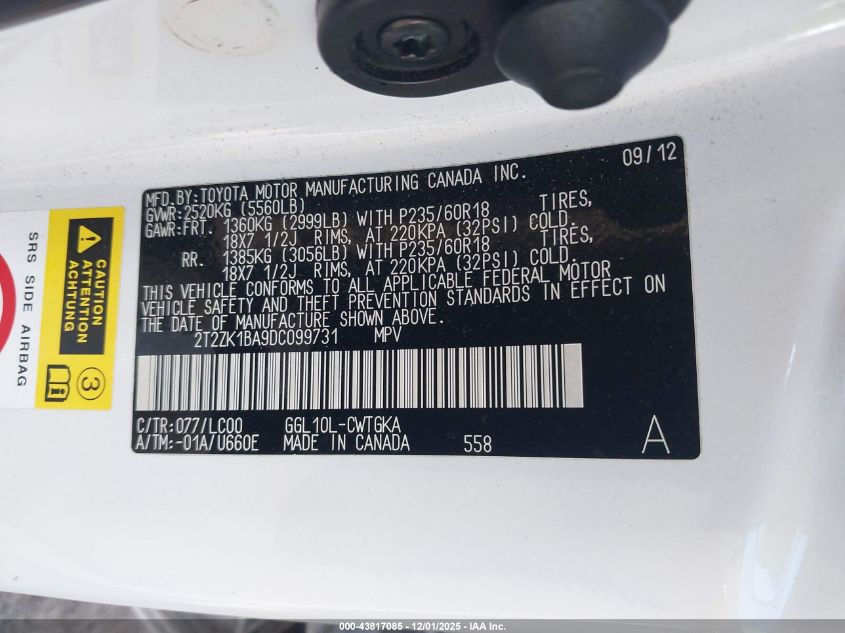 09/12
MFD.BY:TOYOTA MOTOR MANUFACTURING CANADA INC.
GVWR:2520KG (5560LB)
GAWR:FRT. 1360KG (2999LB) WITH P235/60R18 TIRES,
18X7 1/2J RIMS, AT 220KPA (32PSI) COLD.
RR. 1385KG (3056LB) WITH P235/60R18 TIRES,
18X7 1/2J RIMS, AT 220KPA (32PSI) COLD.
THIS VEHICLE CONFORMS TO ALL APPLICABLE FEDERAL MOTOR
VEHICLE SAFETY AND THEFT PREVENTION STANDARDS IN EFFECT ON
THE DATE OF MANUFACTURE SHOWN ABOVE.
2T2ZK1BA9DC099731 MPV
C/TR:077/LC00 GGL10L-CWTGKA
A/TM:-01A/U660E MADE IN CANADA 558 A
SRS SIDE AIRBAG
CAUTION
ATTENTION
ACHTUNG
3
000-43817085 - 12/01/2025 - IAA Inc.